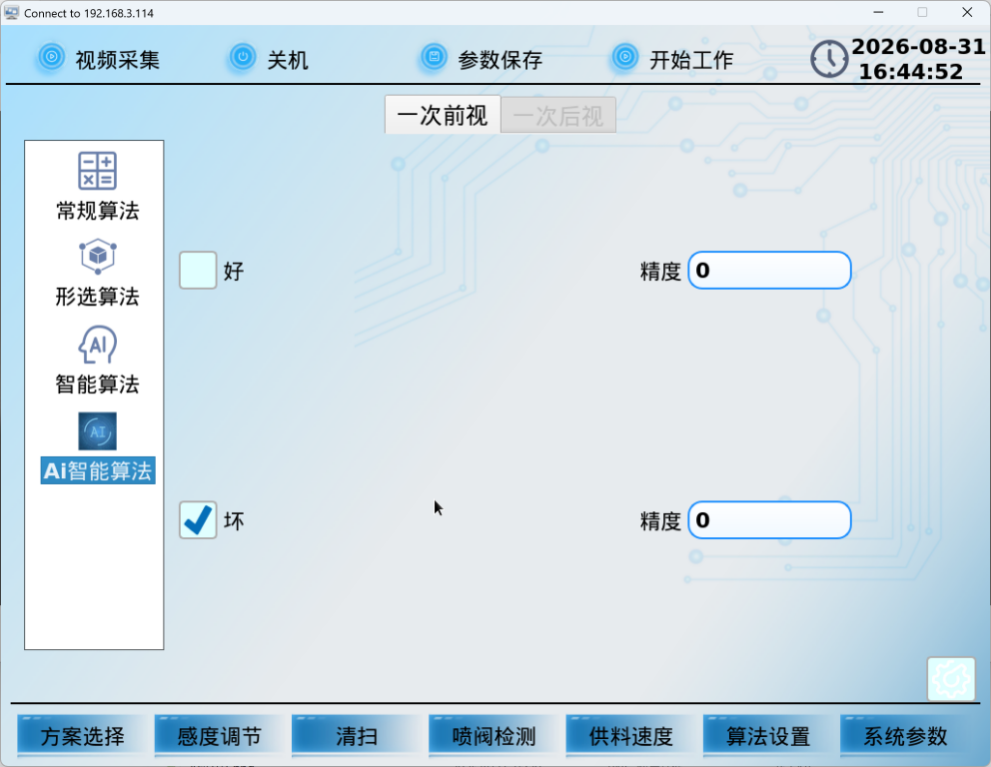 Connect to 192.168.3.114
视频采集 关机 参数保存 开始工作 2026-08-31
16:44:52
一次前视 一次后视
常规算法
形选算法
AI
智能算法
AI
Ai智能算法
好 精度 0
坏 精度 0
方案选择 感度调节 清扫 喷阀检测 供料速度 算法设置 系统参数